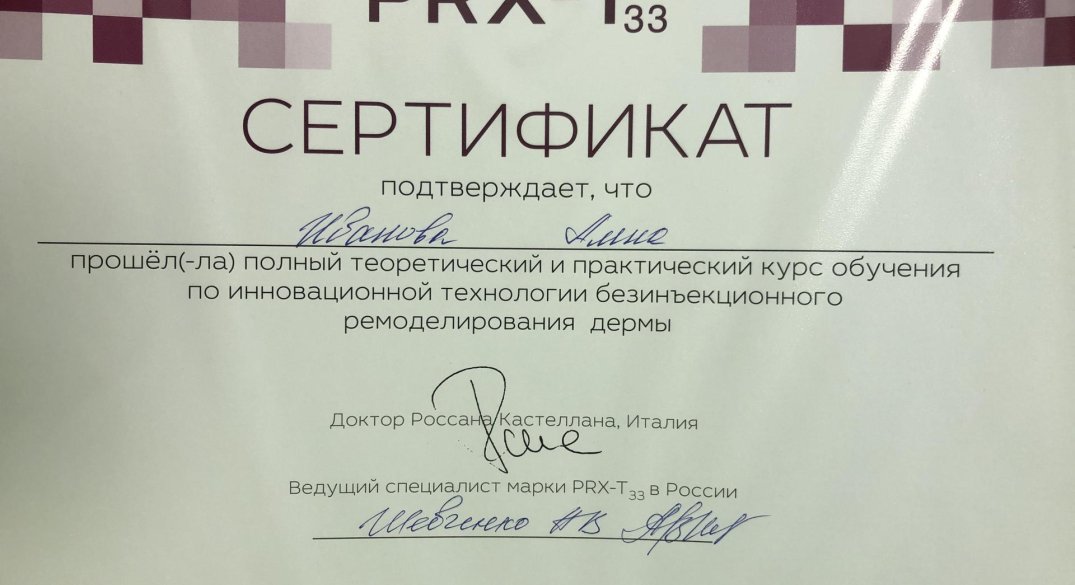 PRX-T33
СЕРТИФИКАТ
подтверждает, что
Иванова Анна
прошёл(-ла) полный теоретический и практический курс обучения
по инновационной технологии безинъекционного
ремоделирования дермы
Доктор Россана Кастеллана, Италия
Ведущий специалист марки PRX-T33 в России
Шевченко НВ